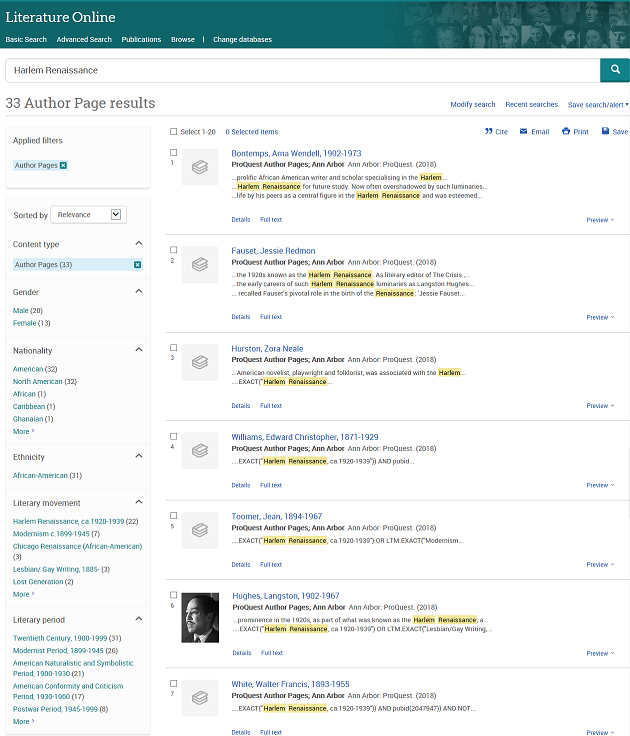 Literature Online
Basic Search Advanced Search Publications Browse | Change databases
Harlem Renaissance
33 Author Page results
Modify search Recent searches Save search/alert
Applied filters
Author Pages
Sorted by Relevance
Content type
Author Pages (33)
Gender
Male (20)
Female (13)
Nationality
American (32)
North American (32)
African (1)
Caribbean (1)
Ghanaian (1)
More
Ethnicity
African-American (31)
Literary movement
Harlem Renaissance, ca.1920-1939 (22)
Modernism c.1899-1945 (7)
Chicago Renaissance (African-American)
(3)
Lesbian/ Gay Writing, 1885- (3)
Lost Generation (2)
More
Literary period
Twentieth Century, 1900-1999 (31)
Modernist Period, 1899-1945 (26)
American Naturalistic and Symbolistic
Period, 1900-1930 (21)
American Conformity and Criticism
Period, 1930-1960 (17)
Postwar Period, 1945-1999 (8)
More
Select 1-20 0 Selected items Cite Email Print Save
1
Bontemps, Arna Wendell, 1902-1973
ProQuest Author Pages; Ann Arbor Ann Arbor: ProQuest. (2018)
...prolific African American writer and scholar specialising in the Harlem...
...Harlem Renaissance for future study. Now often overshadowed by such luminaries...
...life by his peers as a central figure in the Harlem Renaissance and was esteemed...
Details Full text Preview
2
Fauset, Jessie Redmon
ProQuest Author Pages; Ann Arbor Ann Arbor: ProQuest. (2018)
...the 1920s known as the Harlem Renaissance. As literary editor of The Crisis ,...
...the early careers of such Harlem Renaissance luminaries as Langston Hughes...
... recalled Fauset's pivotal role in the birth of the Renaissance: 'Jessie Fauset...
Details Full text Preview
3
Hurston, Zora Neale
ProQuest Author Pages; Ann Arbor Ann Arbor: ProQuest. (2018)
...American novelist, playwright and folklorist, was associated with the Harlem...
....EXACT("Harlem Renaissance...
Details Full text Preview
4
Williams, Edward Christopher, 1871-1929
ProQuest Author Pages; Ann Arbor Ann Arbor: ProQuest. (2018)
....EXACT("Harlem Renaissance, ca.1920-1939")) AND pubid...
Details Full text Preview
5
Toomer, Jean, 1894-1967
ProQuest Author Pages; Ann Arbor Ann Arbor: ProQuest. (2018)
....EXACT("Harlem Renaissance, ca.1920-1939") OR LTM.EXACT("Modernism...
Details Full text Preview
6
Hughes, Langston, 1902-1967
ProQuest Author Pages; Ann Arbor Ann Arbor: ProQuest. (2018)
...prominence in the 1920s, as part of what was known as the Harlem Renaissance, a...
....EXACT("Harlem Renaissance, ca.1920-1939") OR LTM.EXACT("Lesbian/Gay Writing,...
Details Full text Preview
7
White, Walter Francis, 1893-1955
ProQuest Author Pages; Ann Arbor Ann Arbor: ProQuest. (2018)
....EXACT("Harlem Renaissance, ca.1920-1939")) AND pubid(2047947)) AND NOT...
Details Full text Preview